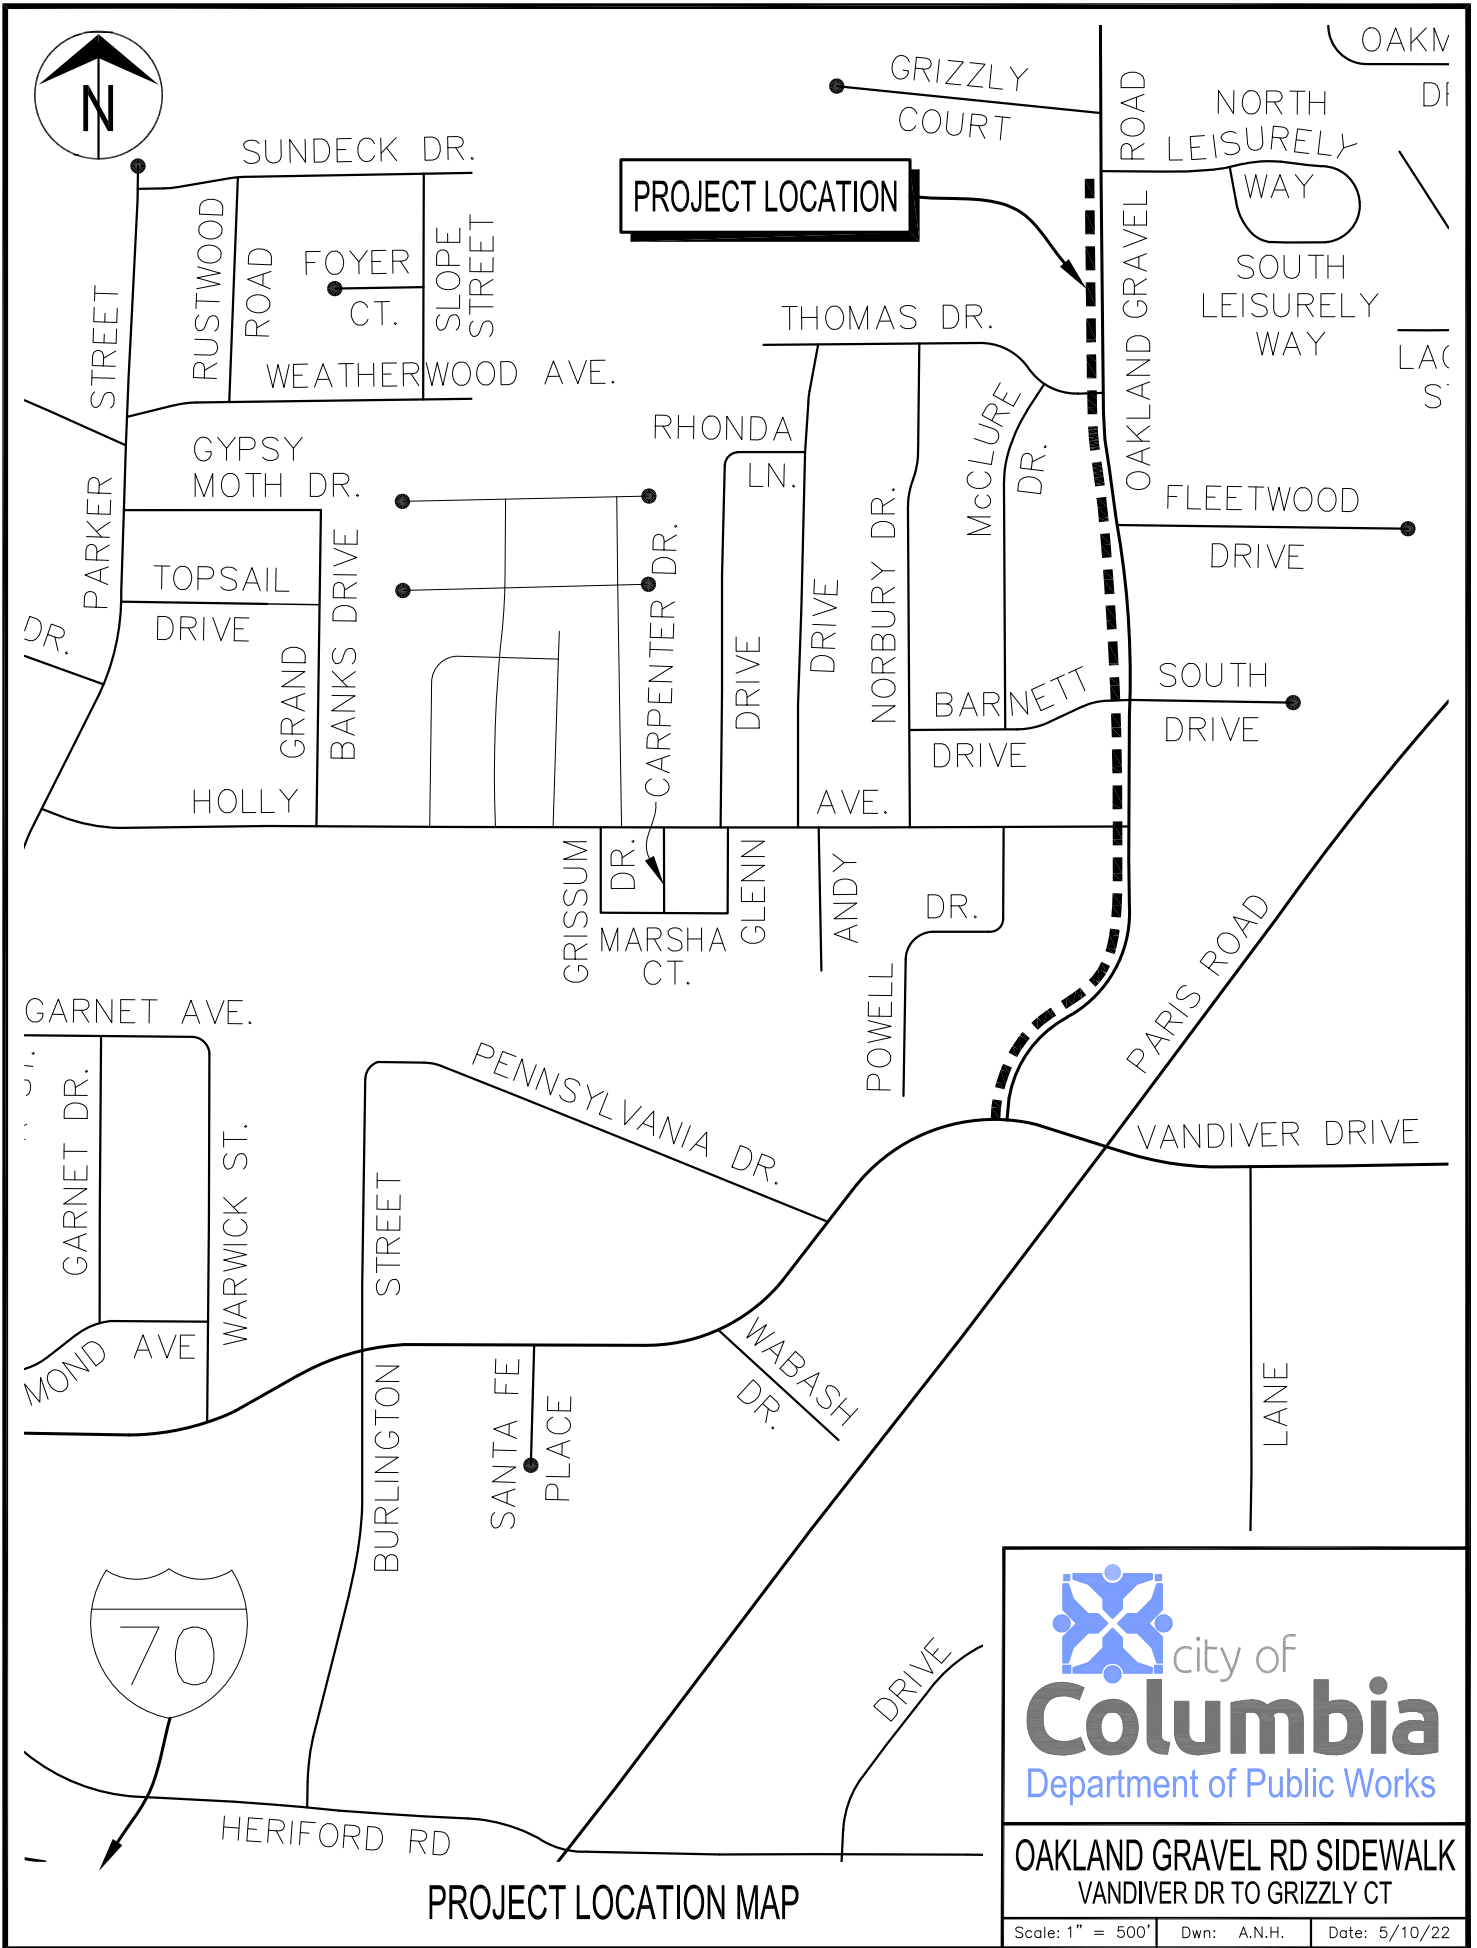 N
SUNDECK DR.
GRIZZLY
COURT
ROAD
OAKM
NORTH
LEISURELY
WAY
PROJECT LOCATION
RUSTWOOD
ROAD
FOYER
CT.
SLOPE
STREET
STREET
PARKER
OAKLAND GRAVEL
SOUTH
LEISURELY
WAY
THOMAS DR.
WEATHERWOOD AVE.
RHONDA
LN.
McCLURE
DR.
GYPSY
MOTH DR.
FLEETWOOD
DRIVE
TOPSAIL
DRIVE
DR.
GRAND
BANKS DRIVE
CARPENTER DR.
DRIVE
DRIVE
NORBURY DR.
BARNETT
DRIVE
SOUTH
DRIVE
HOLLY
AVE.
GRISSUM
DR.
MARSHA
CT.
GLENN
ANDY
DR.
POWELL
PARIS ROAD
GARNET AVE.
GARNET DR.
WARWICK ST.
PENNSYLVANIA DR.
VANDIVER DRIVE
STREET
BURLINGTON
MOND AVE
SANTA FE
PLACE
WABASH
DR.
LANE
70
DRIVE
HERIFORD RD
PROJECT LOCATION MAP
city of
Columbia
Department of Public Works
OAKLAND GRAVEL RD SIDEWALK
VANDIVER DR TO GRIZZLY CT
Scale: 1" = 500' Dwn: A.N.H. Date: 5/10/22